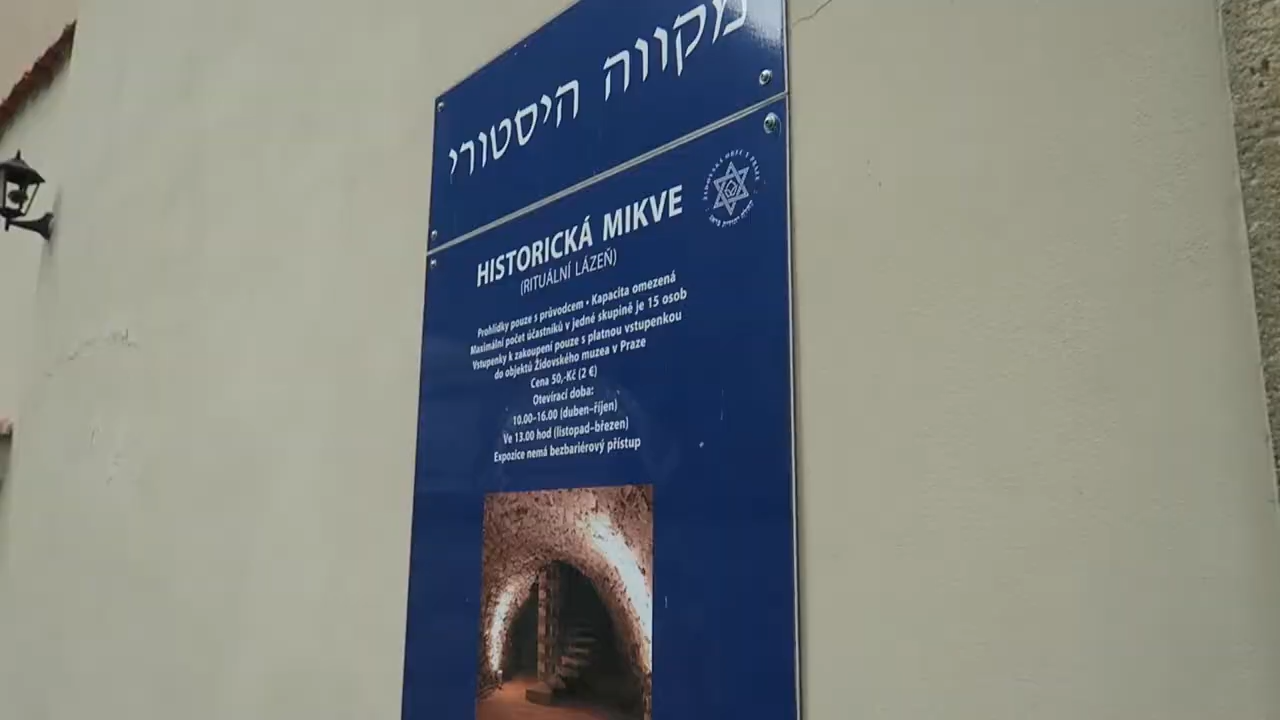 מקווה היסטורי
HISTORICKÁ MIKVE
(RITUÁLNÍ LÁZEŇ)
Prohlídky pouze s průvodcem • Kapacita omezená
Maximální počet účastníků v jedné skupině je 15 osob
Vstupenky k zakoupení pouze s platnou vstupenkou
do objektů Židovského muzea v Praze
Cena 50,-Kč (2 €)
Otevírací doba:
10.00–16.00 (duben–říjen)
Ve 13.00 hod (listopad–březen)
Expozice nemá bezbariérový přístup